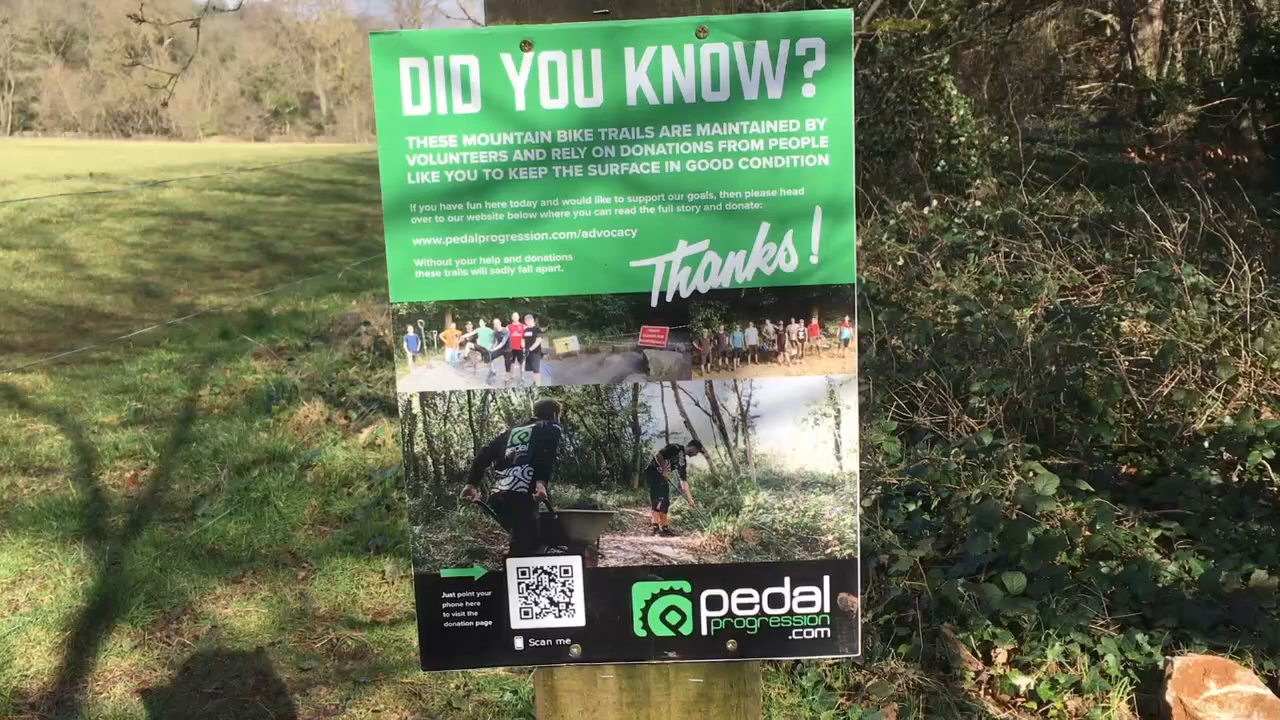 DID YOU KNOW?
THESE MOUNTAIN BIKE TRAILS ARE MAINTAINED BY
VOLUNTEERS AND RELY ON DONATIONS FROM PEOPLE
LIKE YOU TO KEEP THE SURFACE IN GOOD CONDITION
If you have fun here today and would like to support our goals, then please head
over to our website below where you can read the full story and donate:
www.pedalprogression.com/advocacy
Without your help and donations
these trails will sadly fall apart.
Thanks!
pedal
Just point your
phone here
to visit the
donation page
Scan me
pedal
progression
.com